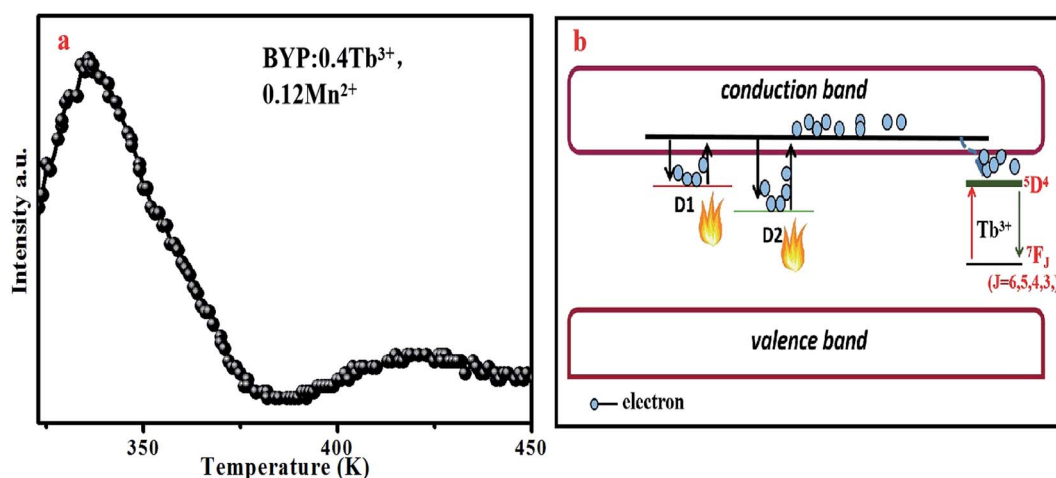 a
BYP:0.4Tb³⁺,
0.12Mn²⁺
Intensity a.u.
350
400
450
Temperature (K)
b
conduction band
D1
D2
⁵D⁴
Tb³⁺
⁷F_J
(J=6,5,4,3,)
valence band
electron